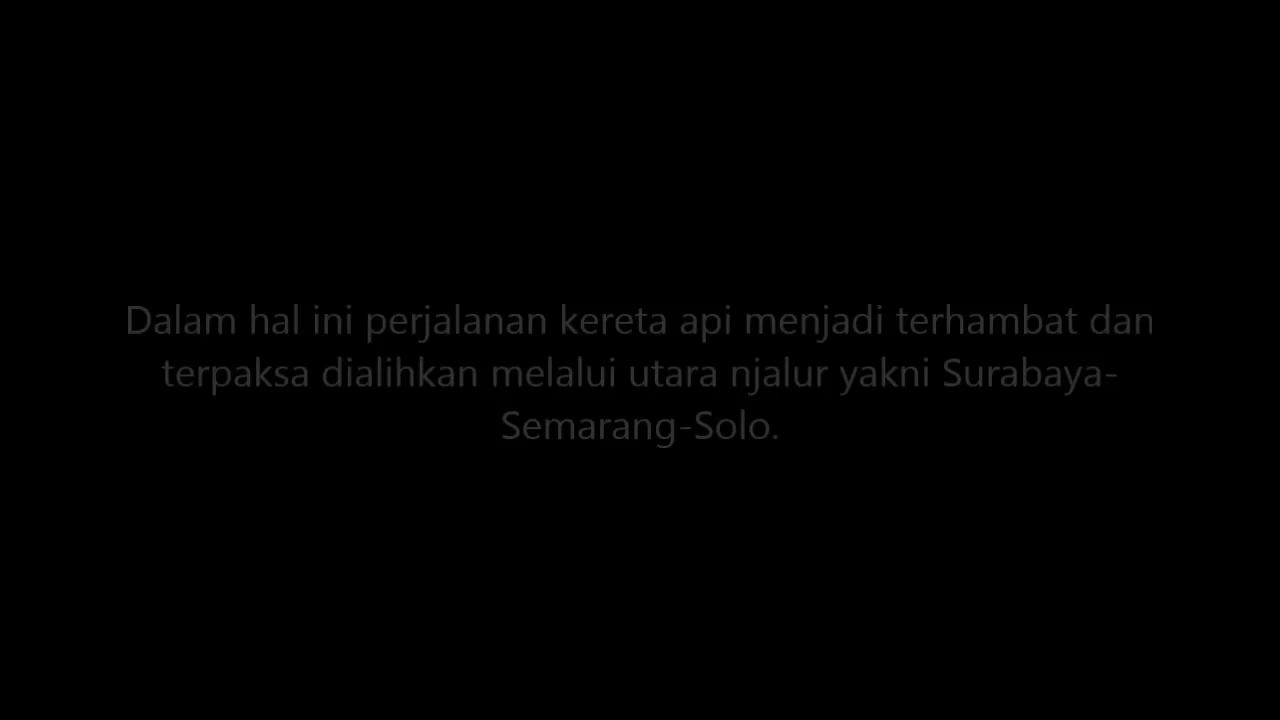 Dalam hal ini perjalanan kereta api menjadi terhambat dan
terpaksa dialihkan melalui utara njalur yakni Surabaya-
Semarang-Solo.